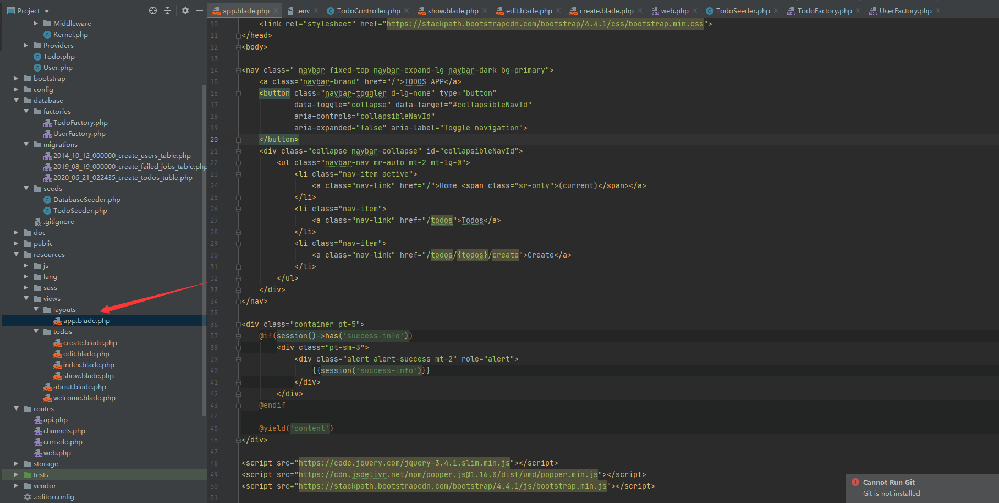 Project
app.blade.php
.env
TodoController.php
show.blade.php
edit.blade.php
create.blade.php
web.php
TodoSeeder.php
TodoFactory.php
UserFactory.php
Middleware
Kernel.php
Providers
Todo.php
User.php
bootstrap
config
database
factories
TodoFactory.php
UserFactory.php
migrations
2014_10_12_000000_create_users_table.php
2019_08_19_000000_create_failed_jobs_table.php
2020_06_21_022435_create_todos_table.php
seeds
DatabaseSeeder.php
TodoSeeder.php
.gitignore
doc
public
resources
js
lang
sass
views
layouts
app.blade.php
todos
create.blade.php
edit.blade.php
index.blade.php
show.blade.php
about.blade.php
welcome.blade.php
routes
api.php
channels.php
console.php
web.php
storage
tests
vendor
.editorconfig
10 <link rel="stylesheet" href="https://stackpath.bootstrapcdn.com/bootstrap/4.4.1/css/bootstrap.min.css">
11 </head>
12 <body>
13
14 <nav class=" navbar fixed-top navbar-expand-lg navbar-dark bg-primary">
15 <a class="navbar-brand" href="/">TODOS APP</a>
16 <button class="navbar-toggler d-lg-none" type="button"
17 data-toggle="collapse" data-target="#collapsibleNavId"
18 aria-controls="collapsibleNavId"
19 aria-expanded="false" aria-label="Toggle navigation">
20 </button>
21 <div class="collapse navbar-collapse" id="collapsibleNavId">
22 <ul class="navbar-nav mr-auto mt-2 mt-lg-0">
23 <li class="nav-item active">
24 <a class="nav-link" href="/">Home <span class="sr-only">(current)</span></a>
25 </li>
26 <li class="nav-item">
27 <a class="nav-link" href="/todos">Todos</a>
28 </li>
29 <li class="nav-item">
30 <a class="nav-link" href="/todos/{todos}/create">Create</a>
31 </li>
32 </ul>
33 </div>
34 </nav>
35
36 <div class="container pt-5">
37 @if(session()->has('success-info'))
38 <div class="pt-sm-3">
39 <div class="alert alert-success mt-2" role="alert">
40 {{session('success-info')}}
41 </div>
42 </div>
43 @endif
44
45 @yield('content')
46 </div>
47
48 <script src="https://code.jquery.com/jquery-3.4.1.slim.min.js"></script>
49 <script src="https://cdn.jsdelivr.net/npm/popper.js@1.16.0/dist/umd/popper.min.js"></script>
50 <script src="https://stackpath.bootstrapcdn.com/bootstrap/4.4.1/js/bootstrap.min.js"></script>
51
Cannot Run Git
Git is not installed